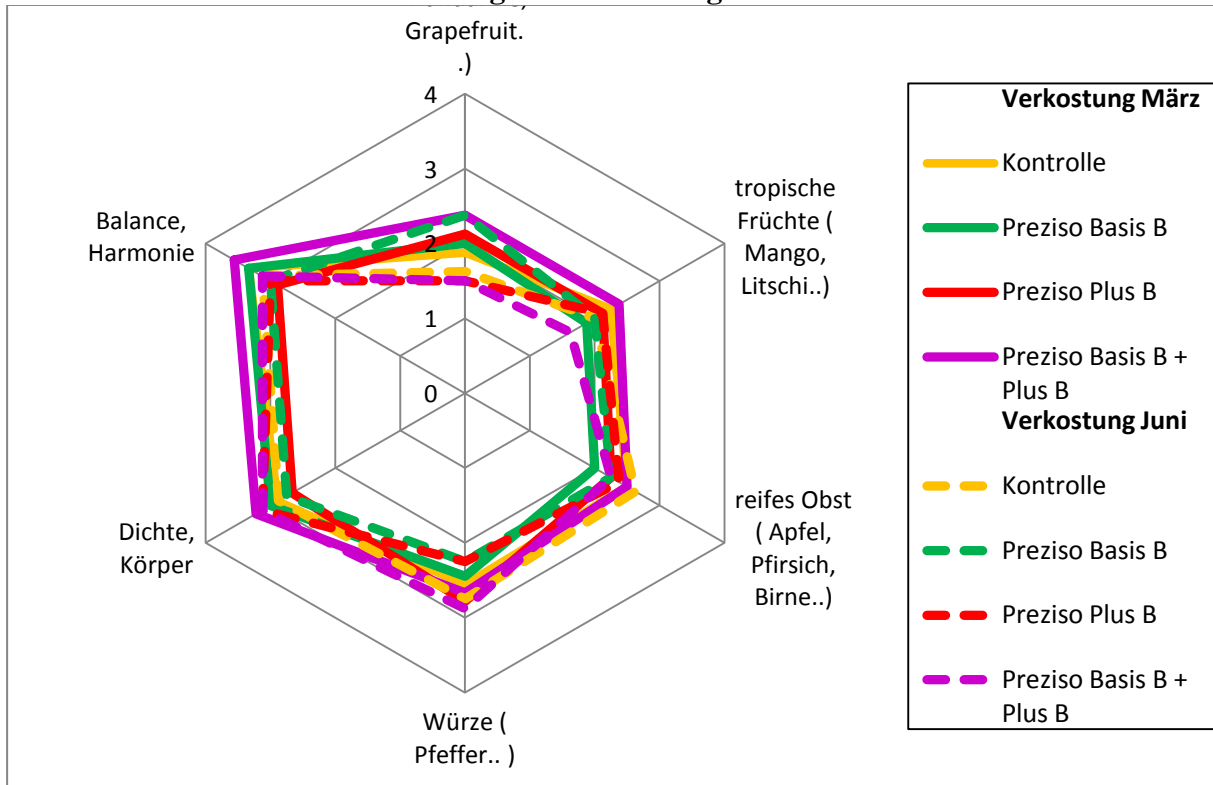 Grapefruit.
.)
4
3
2
1
0
tropische
Früchte (
Mango,
Litschi..)
reifes Obst
( Apfel,
Pfirsich,
Birne..)
Würze (
Pfeffer.. )
Dichte,
Körper
Balance,
Harmonie
Verkostung März
Kontrolle
Preziso Basis B
Preziso Plus B
Preziso Basis B +
Plus B
Verkostung Juni
Kontrolle
Preziso Basis B
Preziso Plus B
Preziso Basis B +
Plus B